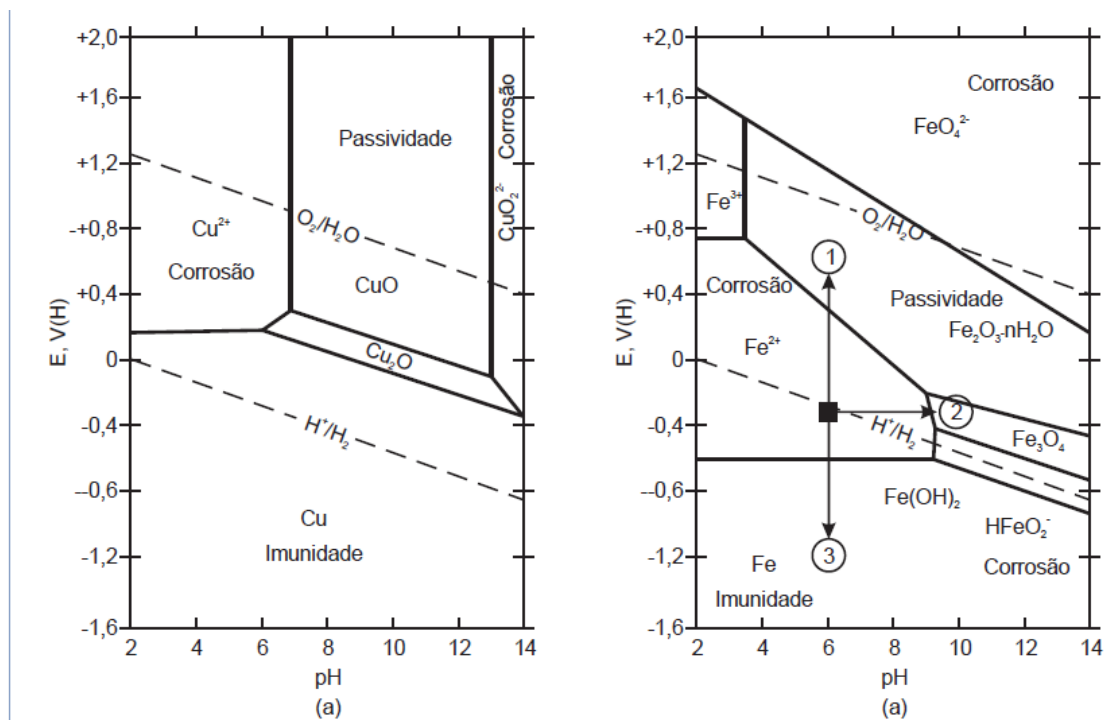 +2,0
+1,6
+1,2
-+0,8
+0,4
0
-0,4
--0,6
-1,2
-1,6
E, V(H)
Passividade
Corrosão
CuO₂²⁻
O₂/H₂O
Cu²⁺
Corrosão
CuO
Cu₂O
H⁺/H₂
Cu
Imunidade
2 4 6 8 10 12 14
pH
(a)
+2,0
+1,6
+1,2
-+0,8
+0,4
0
-0,4
--0,6
-1,2
-1,6
E, V(H)
Corrosão
FeO₄²⁻
Fe³⁺
O₂/H₂O
1
Corrosão
Passividade
Fe₂O₃-nH₂O
Fe²⁺
H⁺/H₂
2
Fe₃O₄
Fe(OH)₂
HFeO₂⁻
Corrosão
3
Fe
Imunidade
2 4 6 8 10 12 14
pH
(a)